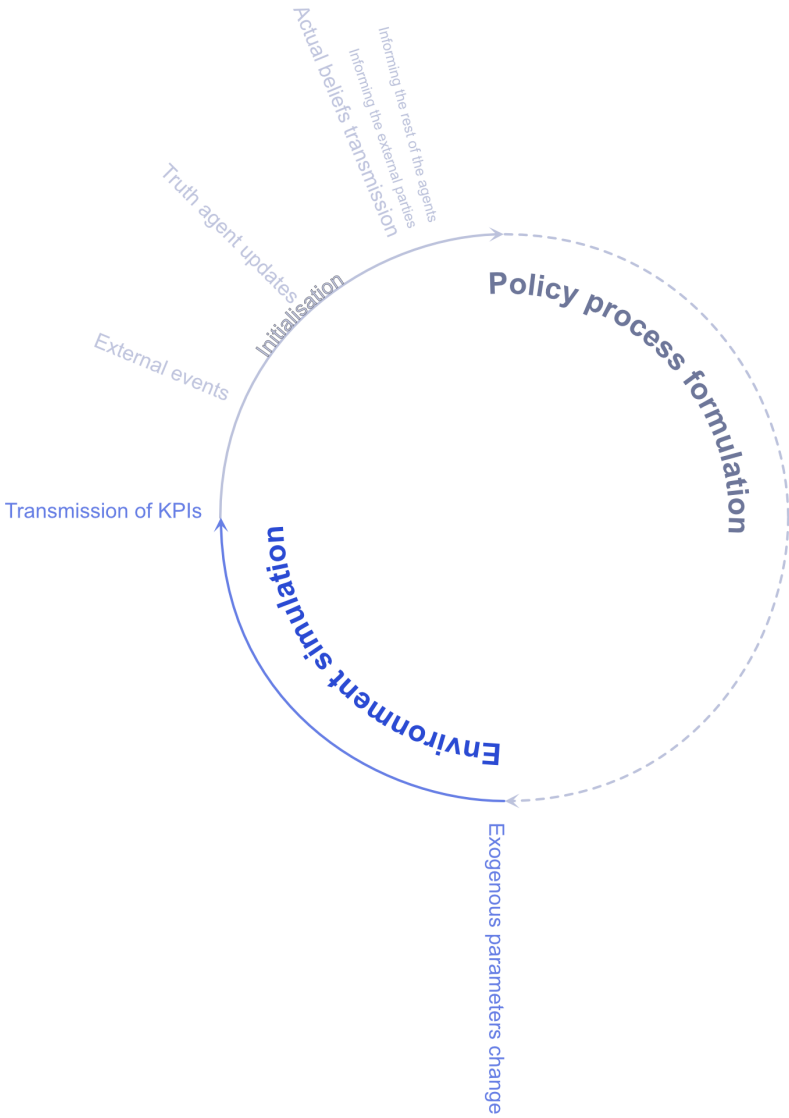 Actual beliefs transmission
Informing the external parties
Informing the rest of the agents
Truth agent updates
Initialisation
External events
Policy process formulation
Transmission of KPIs
Environment simulation
Exogenous parameters change